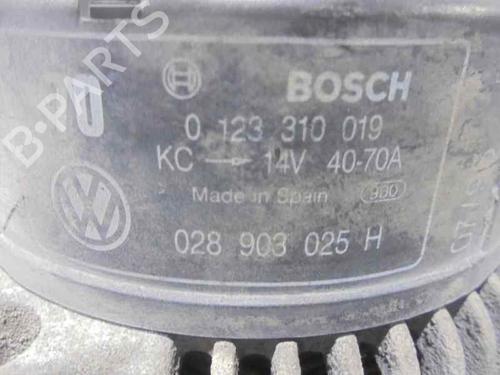 BOSCH
0 123 310 019
KC → 14V 40-70A
Made in Spain 900
028 903 025 H
B-PARTS